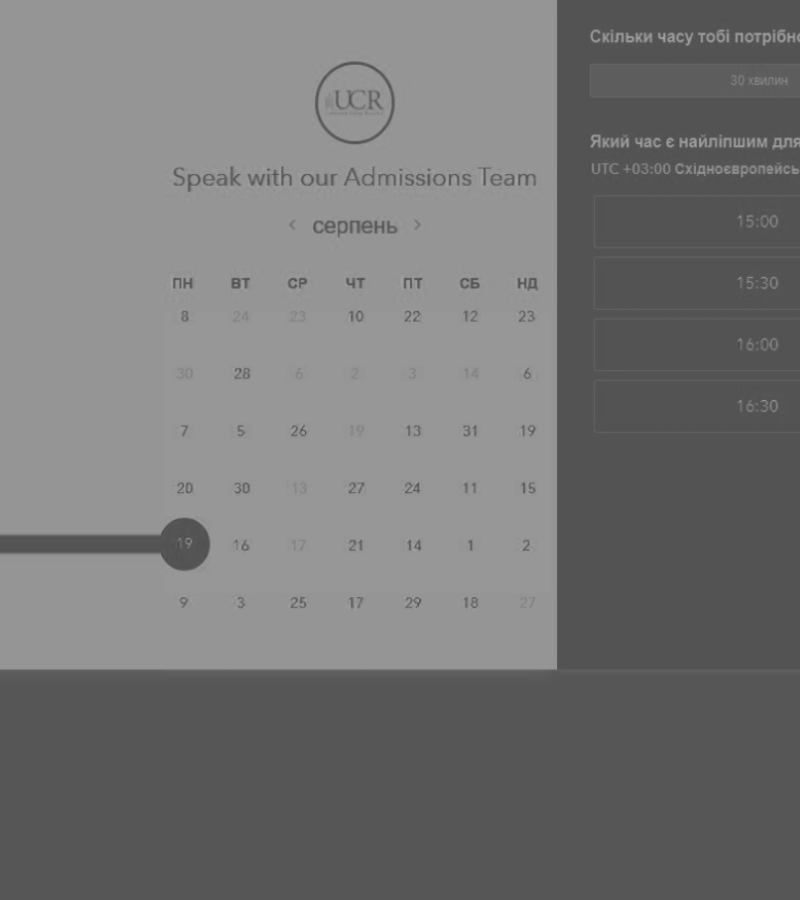 UCR
Speak with our Admissions Team
‹ серпень ›
ПН ВТ СР ЧТ ПТ СБ НД
8 24 23 10 22 12 23
30 28 6 2 3 14 6
7 5 26 19 13 31 19
20 30 13 27 24 11 15
19 16 17 21 14 1 2
9 3 25 17 29 18 27
Скільки часу тобі потрібно
30 хвилин
Який час є найліпшим для
UTC +03:00 Східноєвропейсь
15:00
15:30
16:00
16:30